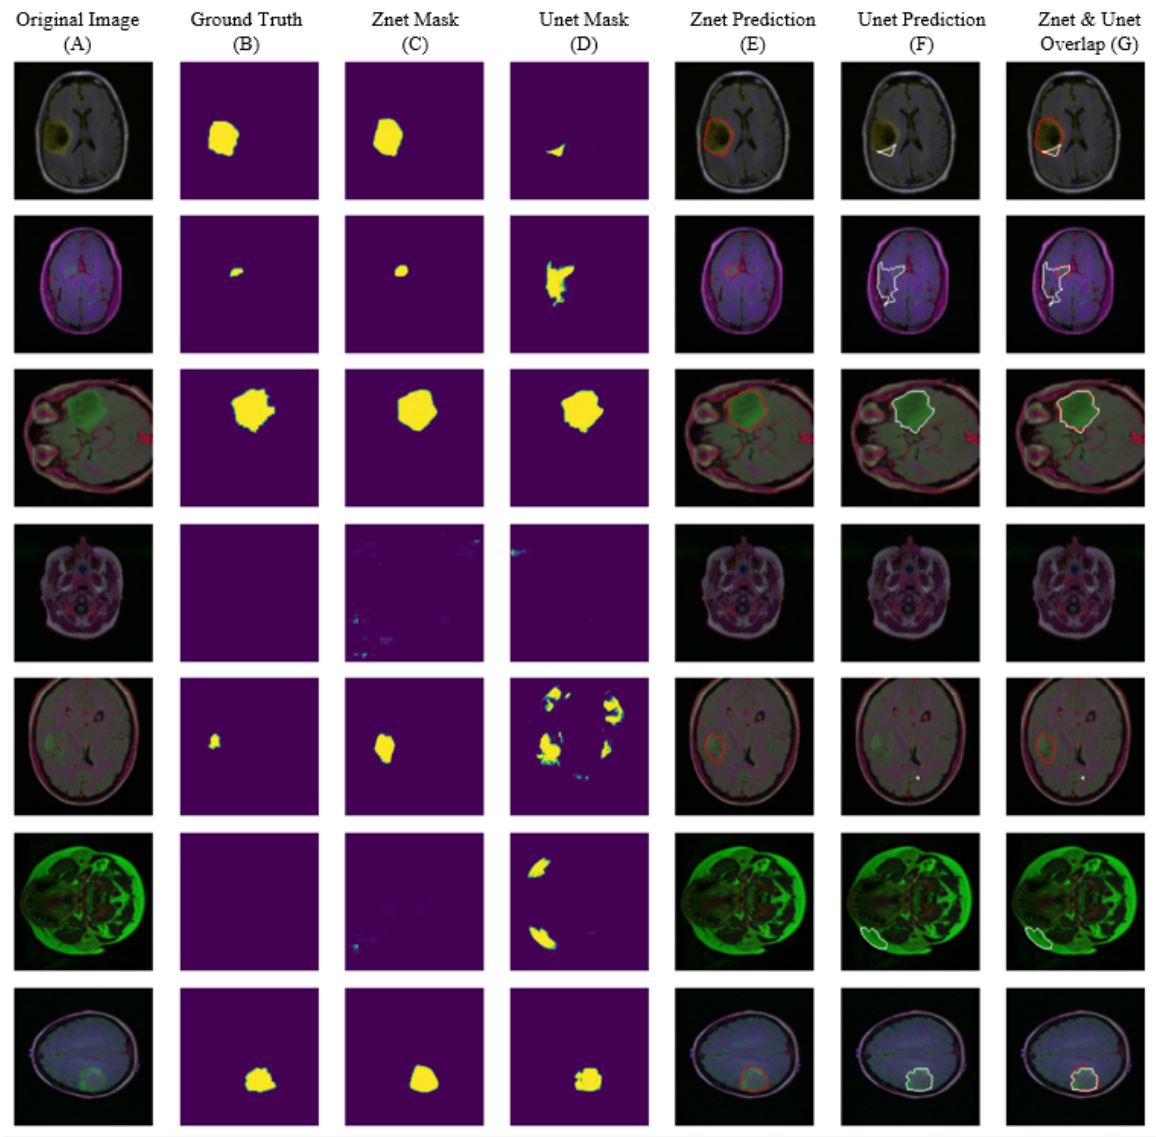 Original Image
(A)
Ground Truth
(B)
Znet Mask
(C)
Unet Mask
(D)
Znet Prediction
(E)
Unet Prediction
(F)
Znet & Unet
Overlap (G)